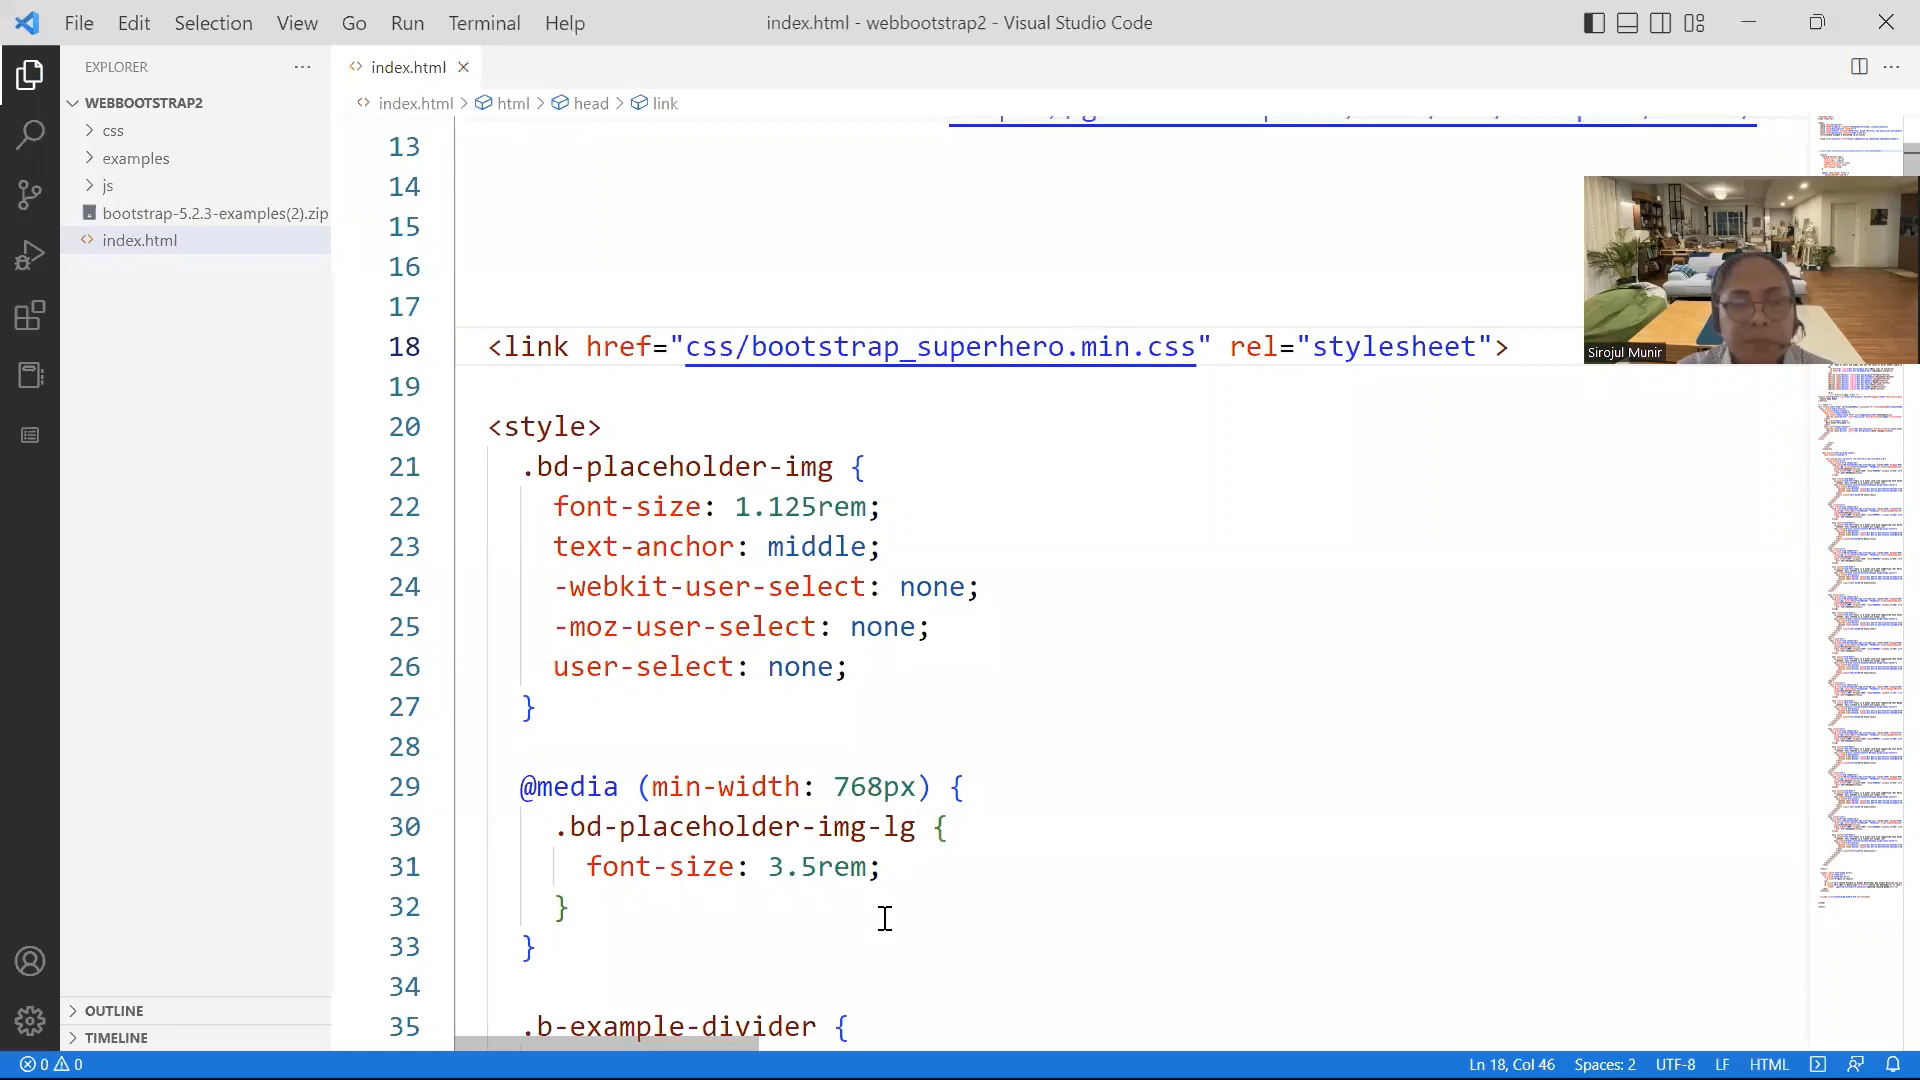 File Edit Selection View Go Run Terminal Help
index.html - webbootstrap2 - Visual Studio Code
EXPLORER
index.html
WEBBOOTSTRAP2
index.html > html > head > link
css
examples
js
bootstrap-5.2.3-examples(2).zip
index.html
13
14
15
16
17
18 <link href="css/bootstrap_superhero.min.css" rel="stylesheet">
Sirojul Munir
19
20 <style>
21 .bd-placeholder-img {
22 font-size: 1.125rem;
23 text-anchor: middle;
24 -webkit-user-select: none;
25 -moz-user-select: none;
26 user-select: none;
27 }
28
29 @media (min-width: 768px) {
30 .bd-placeholder-img-lg {
31 font-size: 3.5rem;
32 }
33 }
34
35 .b-example-divider {
OUTLINE
TIMELINE
0 0
Ln 18, Col 46 Spaces: 2 UTF-8 LF HTML